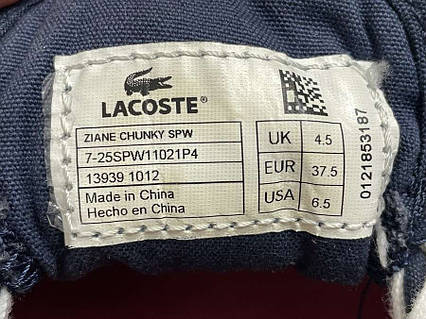 LACOSTE®
ZIANE CHUNKY SPW
7-25SPW11021P4
13939 1012
Made in China
Hecho en China
UK 4.5
EUR 37.5
USA 6.5
0121853187